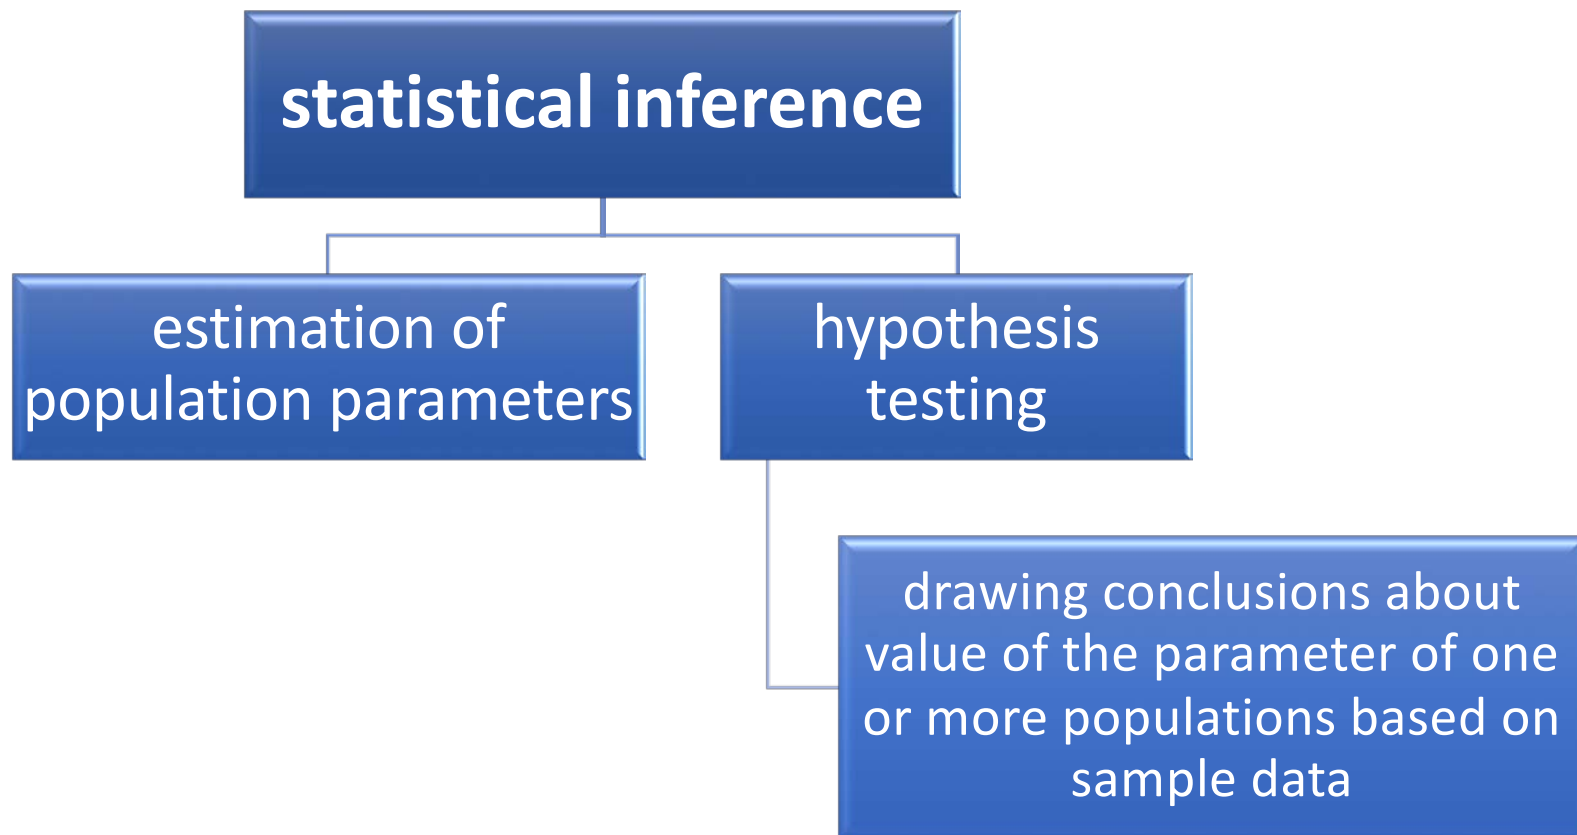 statistical inference
estimation of
population parameters
hypothesis
testing
drawing conclusions about
value of the parameter of one
or more populations based on
sample data